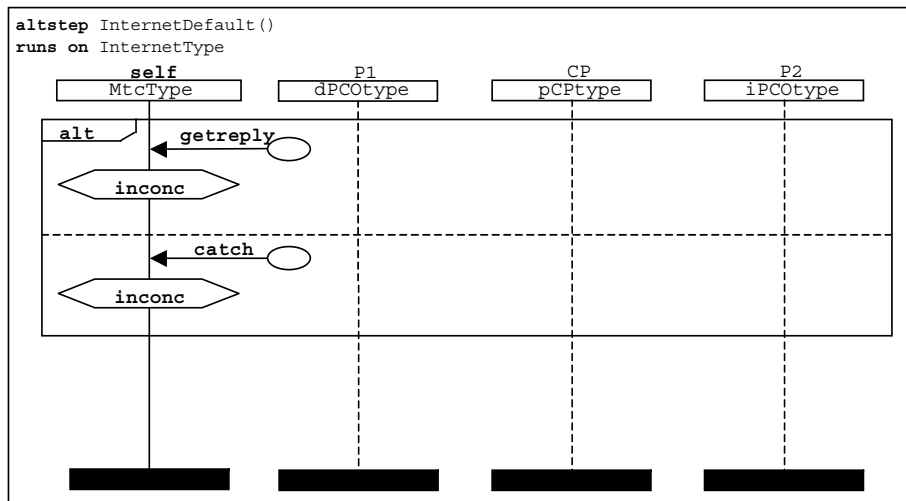 altstep InternetDefault()
runs on InternetType
self P1 CP P2
MtcType dPCOtype pCPtype iPCOtype
alt getreply
inconc
catch
inconc